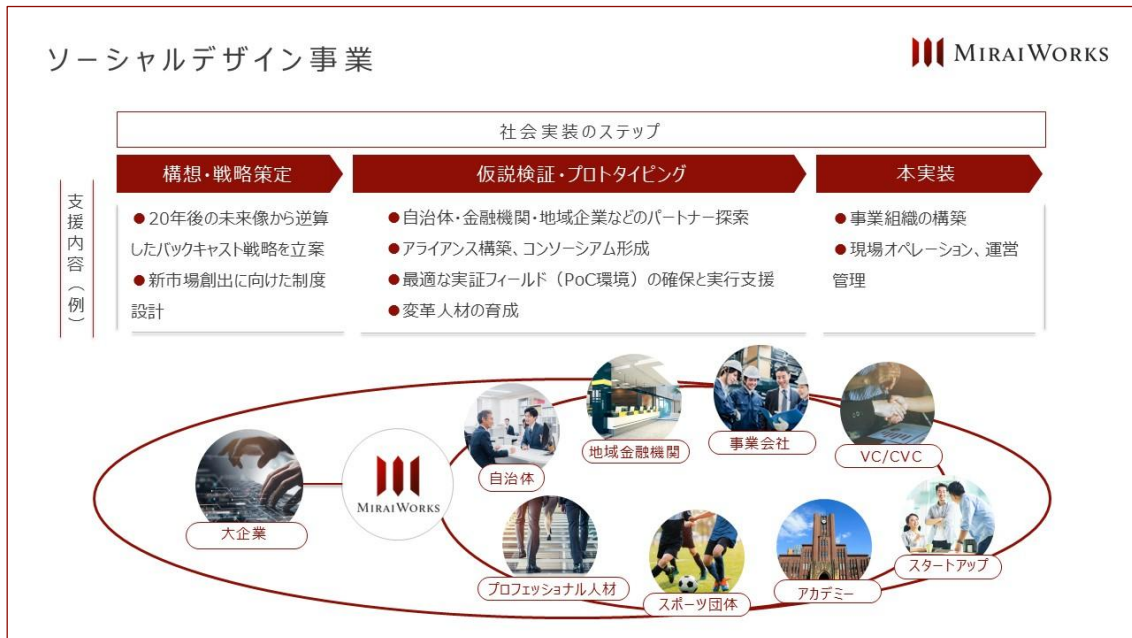 ソーシャルデザイン事業
MIRAIWORKS
社会実装のステップ
構想・戦略策定
仮説検証・プロトタイピング
本実装
支援内容（例）
●20年後の未来像から逆算
したバックキャスト戦略を立案
●新市場創出に向けた制度
設計
●自治体・金融機関・地域企業などのパートナー探索
●アライアンス構築、コンソーシアム形成
●最適な実証フィールド（PoC環境）の確保と実行支援
●変革人材の育成
●事業組織の構築
●現場オペレーション、運営
管理
大企業
MIRAIWORKS
自治体
地域金融機関
事業会社
VC/CVC
プロフェッショナル人材
スポーツ団体
アカデミー
スタートアップ